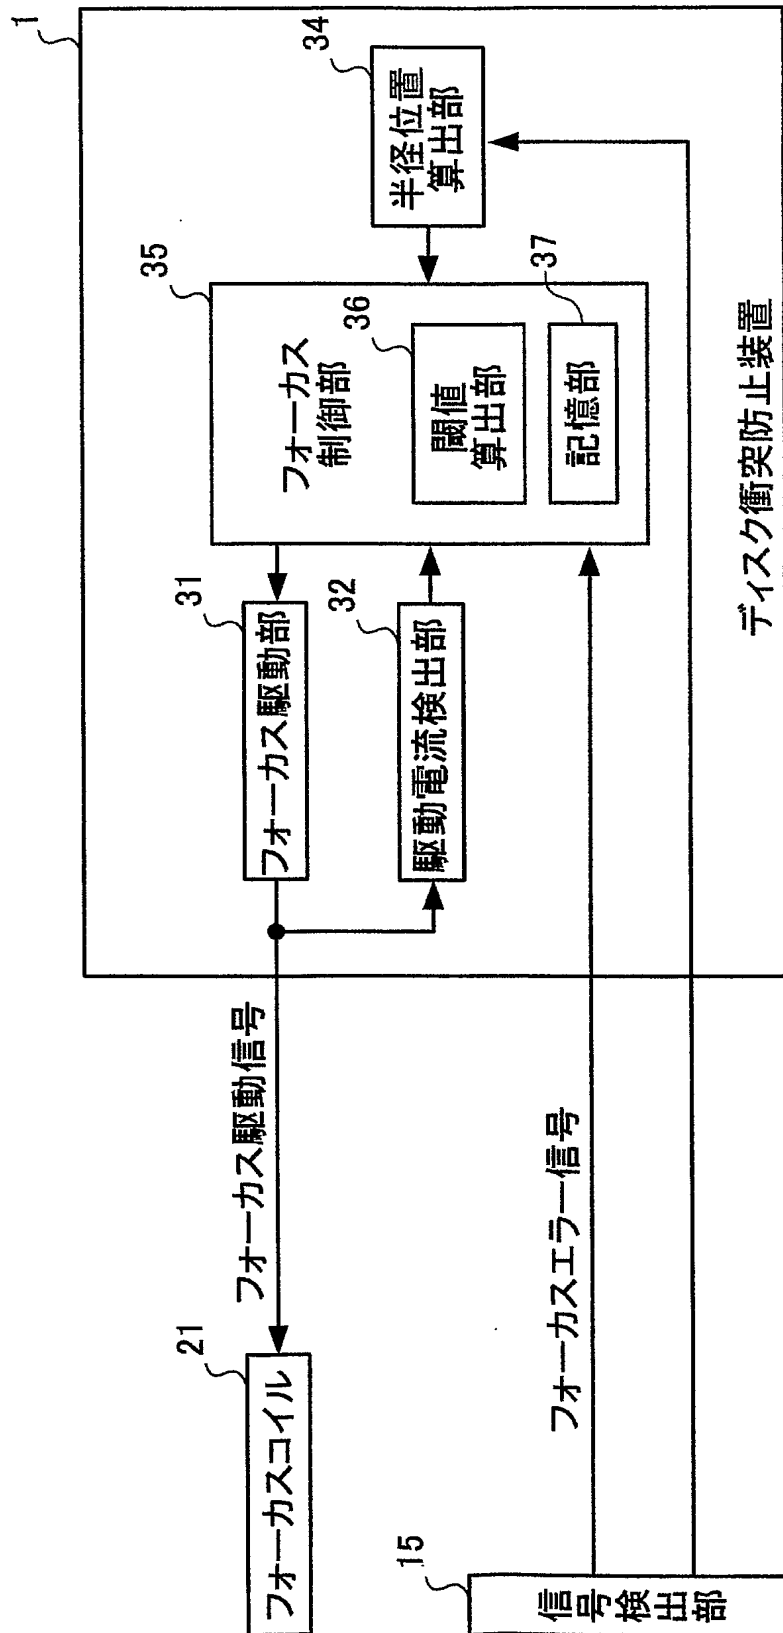 1
34
半径位置
算出部
35
フォーカス
制御部
36
閾値
算出部
37
記憶部
31
フォーカス駆動部
32
駆動電流検出部
ディスク衝突防止装置
フォーカス駆動信号
フォーカスエラー信号
21
フォーカスコイル
15
信号検出部